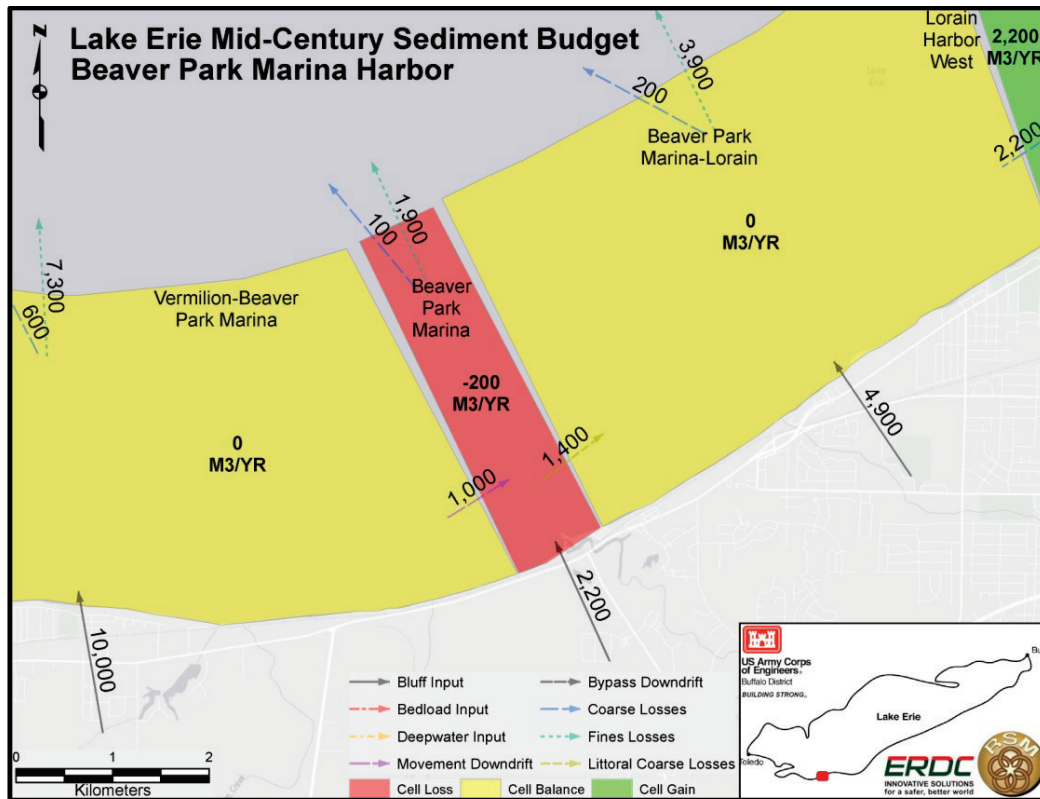 Lake Erie Mid-Century Sediment Budget
Beaver Park Marina Harbor
N
3,900
200
Lorain
Harbor
West
2,200
M3/YR
Lake
Erie
Beaver Park
Marina-Lorain
2,200
1,900
100
0
M3/YR
7,300
600
Vermilion-Beaver
Park Marina
Beaver
Park
Marina
-200
M3/YR
4,900
0
M3/YR
1,400
1,000
2,200
10,000
Bluff Input
Bedload Input
Deepwater Input
Movement Downdrift
Bypass Downdrift
Coarse Losses
Fines Losses
Littoral Coarse Losses
Cell Loss
Cell Balance
Cell Gain
0 1 2
Kilometers
US Army Corps
of Engineers®
Buffalo District
BUILDING STRONG®
Bu
Lake Erie
Toledo
ERDC
INNOVATIVE SOLUTIONS
for a safer, better world
RSM